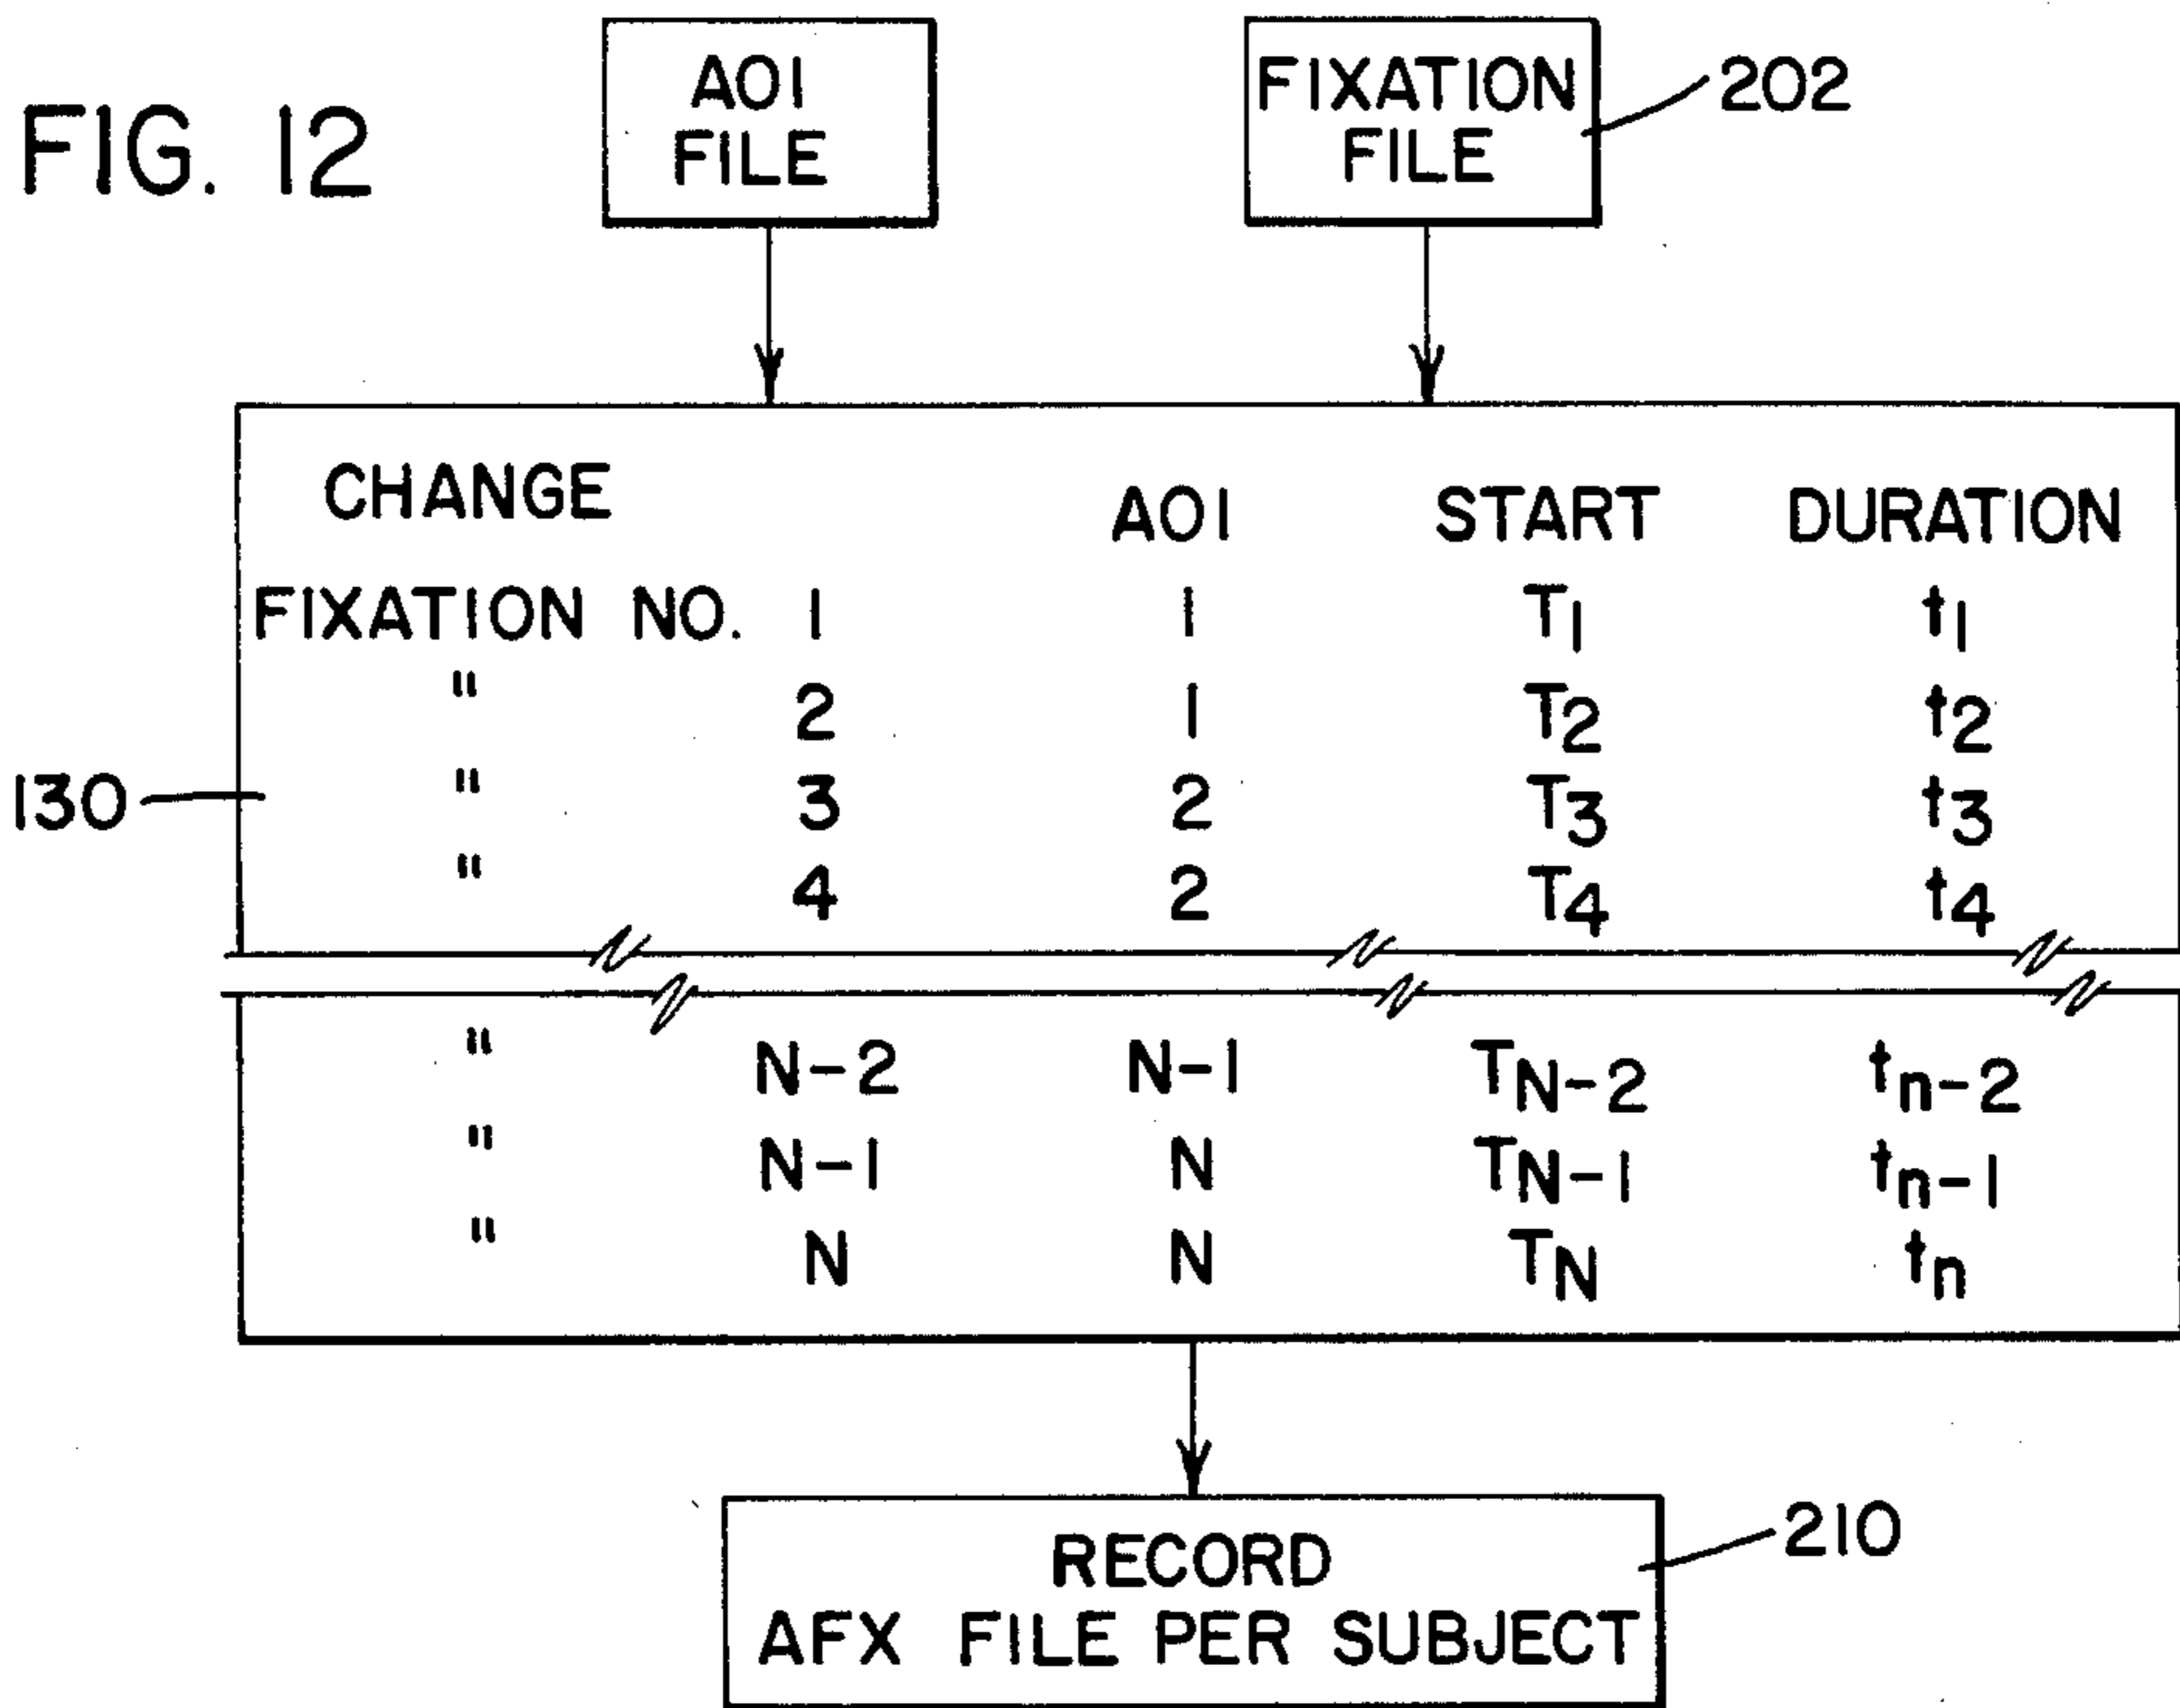 FIG. 12
AOI
FILE
FIXATION
FILE
202
CHANGE AOI START DURATION
FIXATION NO. 1 1 T1 t1
" 2 1 T2 t2
130
" 3 2 T3 t3
" 4 2 T4 t4
" N-2 N-1 TN-2 tn-2
" N-1 N TN-1 tn-1
" N N TN tn
RECORD
AFX FILE PER SUBJECT
210